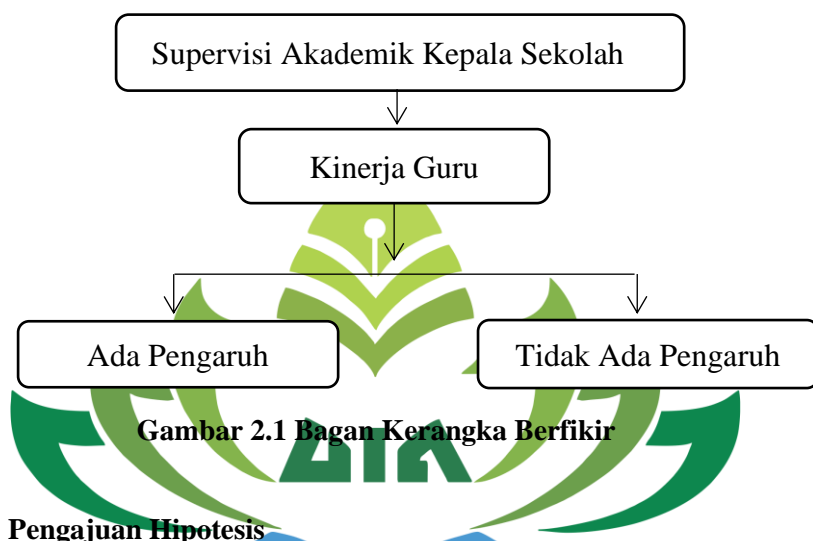 Supervisi Akademik Kepala Sekolah
Kinerja Guru
Ada Pengaruh
Tidak Ada Pengaruh
Gambar 2.1 Bagan Kerangka Berfikir
Pengajuan Hipotesis